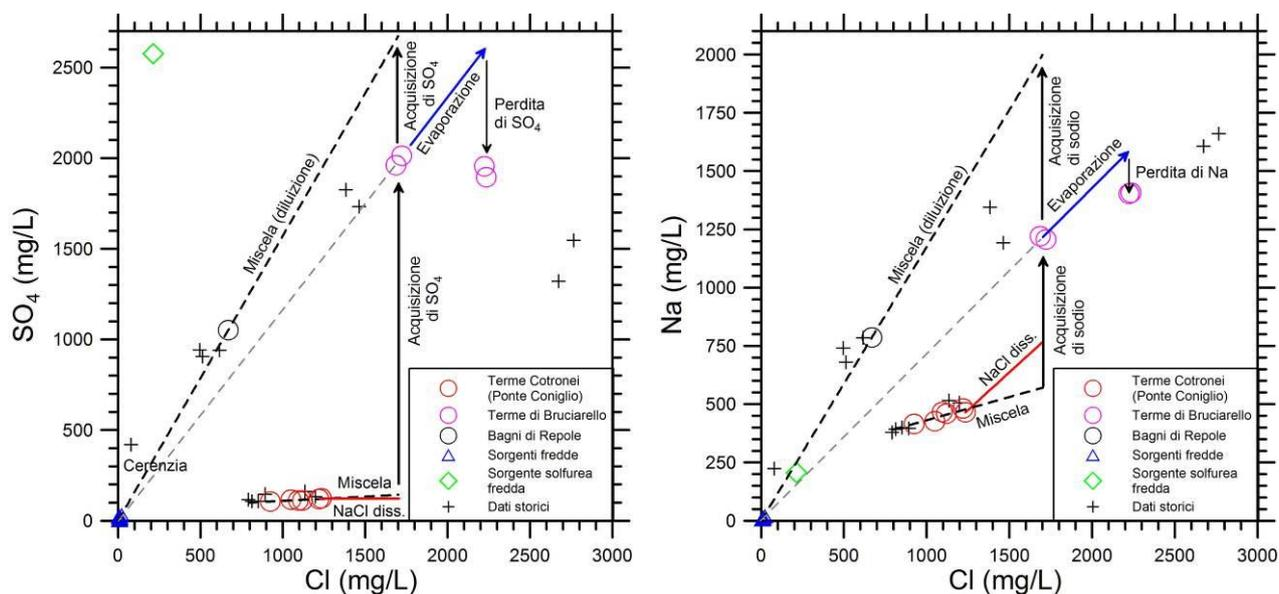 SO4 (mg/L)
2500
2000
1500
1000
500
0
Miscela (diluizione)
Acquisizione
di SO4
Evaporazione
Perdita
di SO4
Acquisizione
di SO4
Cerenzia
Miscela
NaCl diss.
Terme Cotronei
(Ponte Coniglio)
Terme di Bruciarello
Bagni di Repole
Sorgenti fredde
Sorgente solfurea
fredda
Dati storici
0 500 1000 1500 2000 2500 3000
Cl (mg/L)
Na (mg/L)
2000
1750
1500
1250
1000
750
500
250
0
Miscela (diluizione)
Acquisizione
di sodio
Evaporazione
Perdita di Na
Acquisizione
di sodio
NaCl diss.
Miscela
Terme Cotronei
(Ponte Coniglio)
Terme di Bruciarello
Bagni di Repole
Sorgenti fredde
Sorgente solfurea
fredda
Dati storici
0 500 1000 1500 2000 2500 3000
Cl (mg/L)